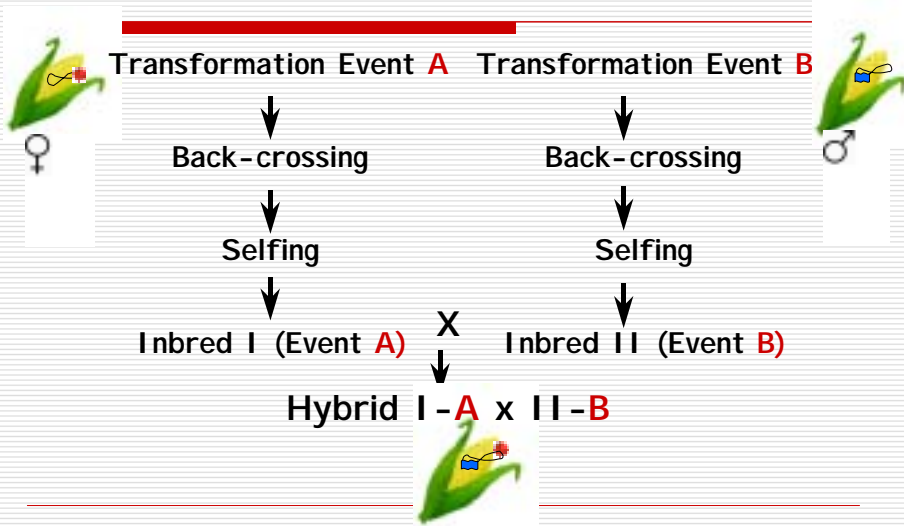 Transformation Event A Transformation Event B
♀ ♂
Back-crossing Back-crossing
Selfing Selfing
X
Inbred I (Event A) Inbred II (Event B)
Hybrid I-A x II-B